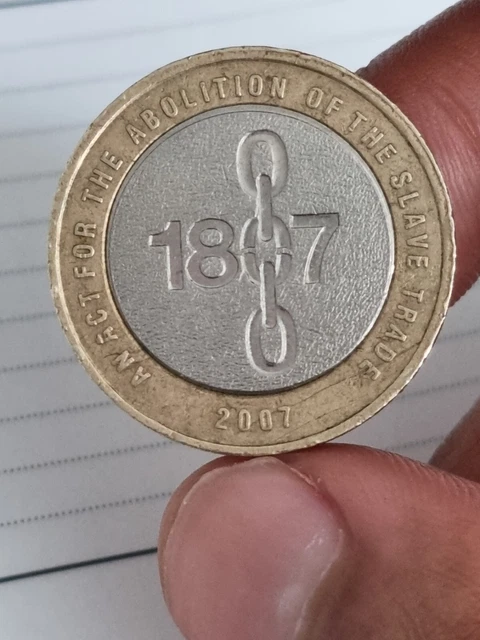 AN ACT FOR THE ABOLITION OF THE SLAVE TRADE
1807
2007